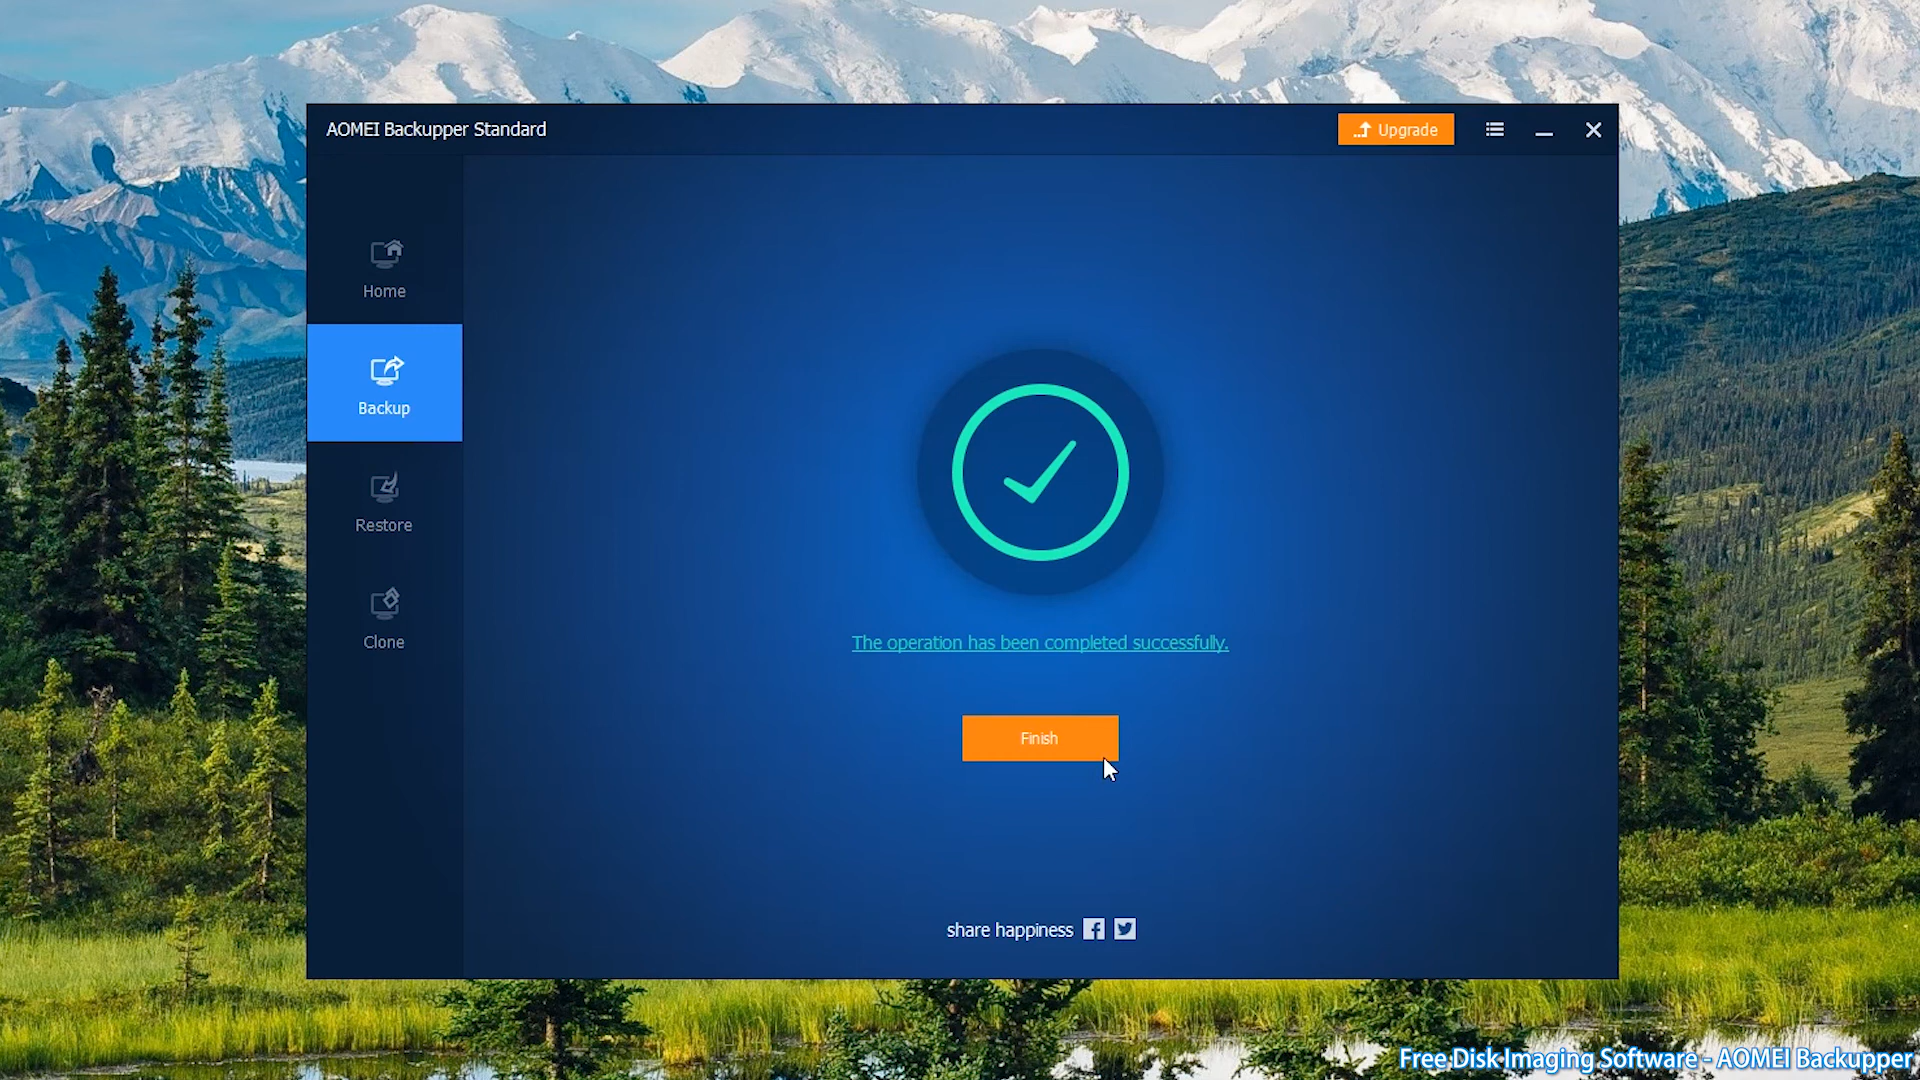 AOMEI Backupper Standard
Upgrade
Home
Backup
Restore
Clone
The operation has been completed successfully.
Finish
share happiness
Free Disk Imaging Software - AOMEI Backupper